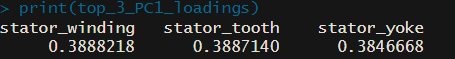 > print(top_3_PC1_loadings)
stator_winding stator_tooth stator_yoke
0.3888218 0.3887140 0.3846668